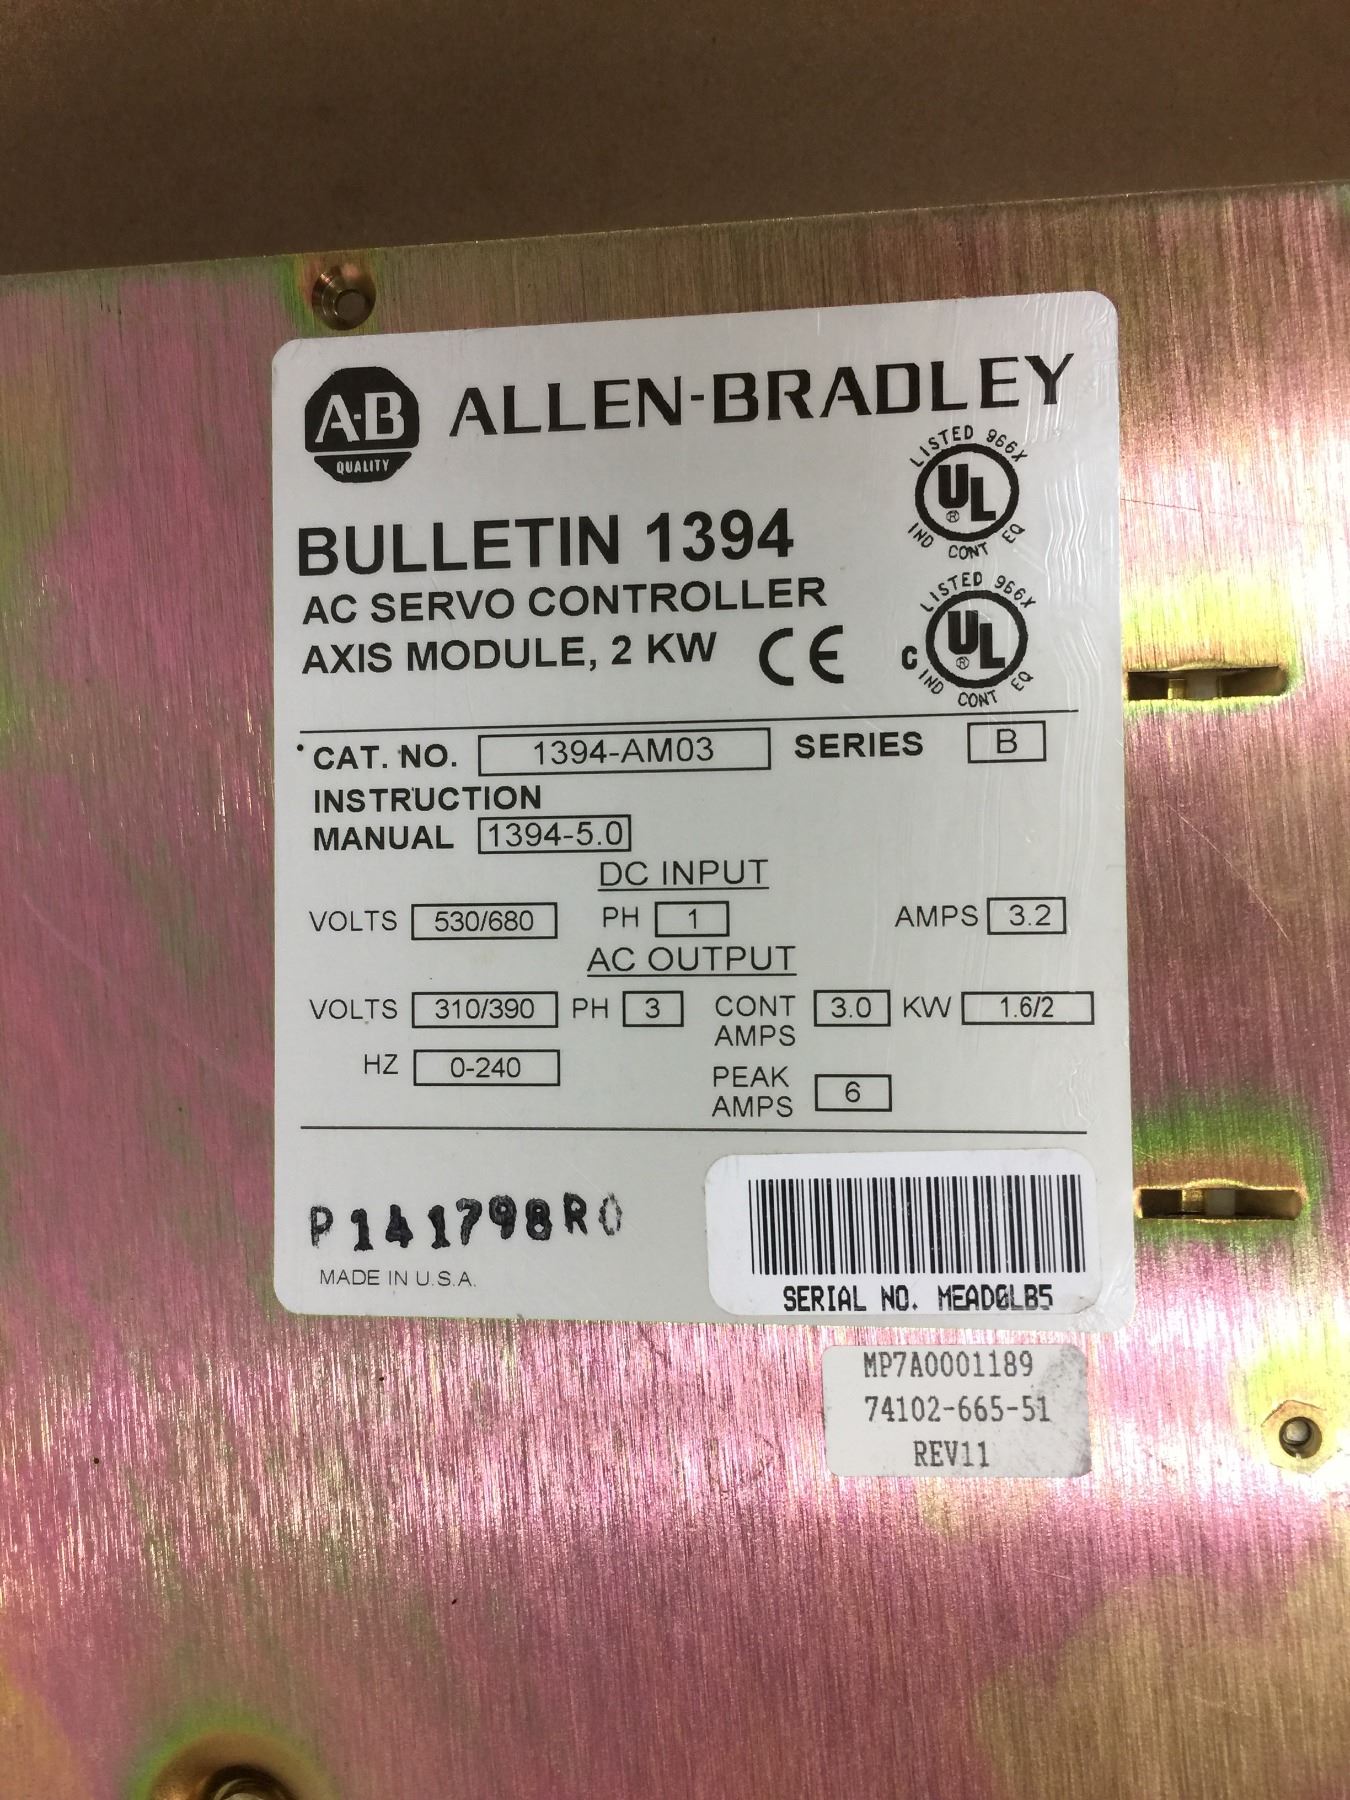 A-B QUALITY ALLEN-BRADLEY
LISTED 966X
UL ®
IND CONT EQ
BULLETIN 1394
AC SERVO CONTROLLER
AXIS MODULE, 2 KW CE
LISTED 966X
C UL ®
IND CONT EQ
CAT. NO. 1394-AM03 SERIES B
INSTRUCTION
MANUAL 1394-5.0
DC INPUT
VOLTS 530/680 PH 1 AMPS 3.2
AC OUTPUT
VOLTS 310/390 PH 3 CONT AMPS 3.0 KW 1.6/2
HZ 0-240 PEAK AMPS 6
P141798R0
MADE IN U.S.A.
SERIAL NO. MEAD0LB5
MP7A0001189
74102-665-51
REV11